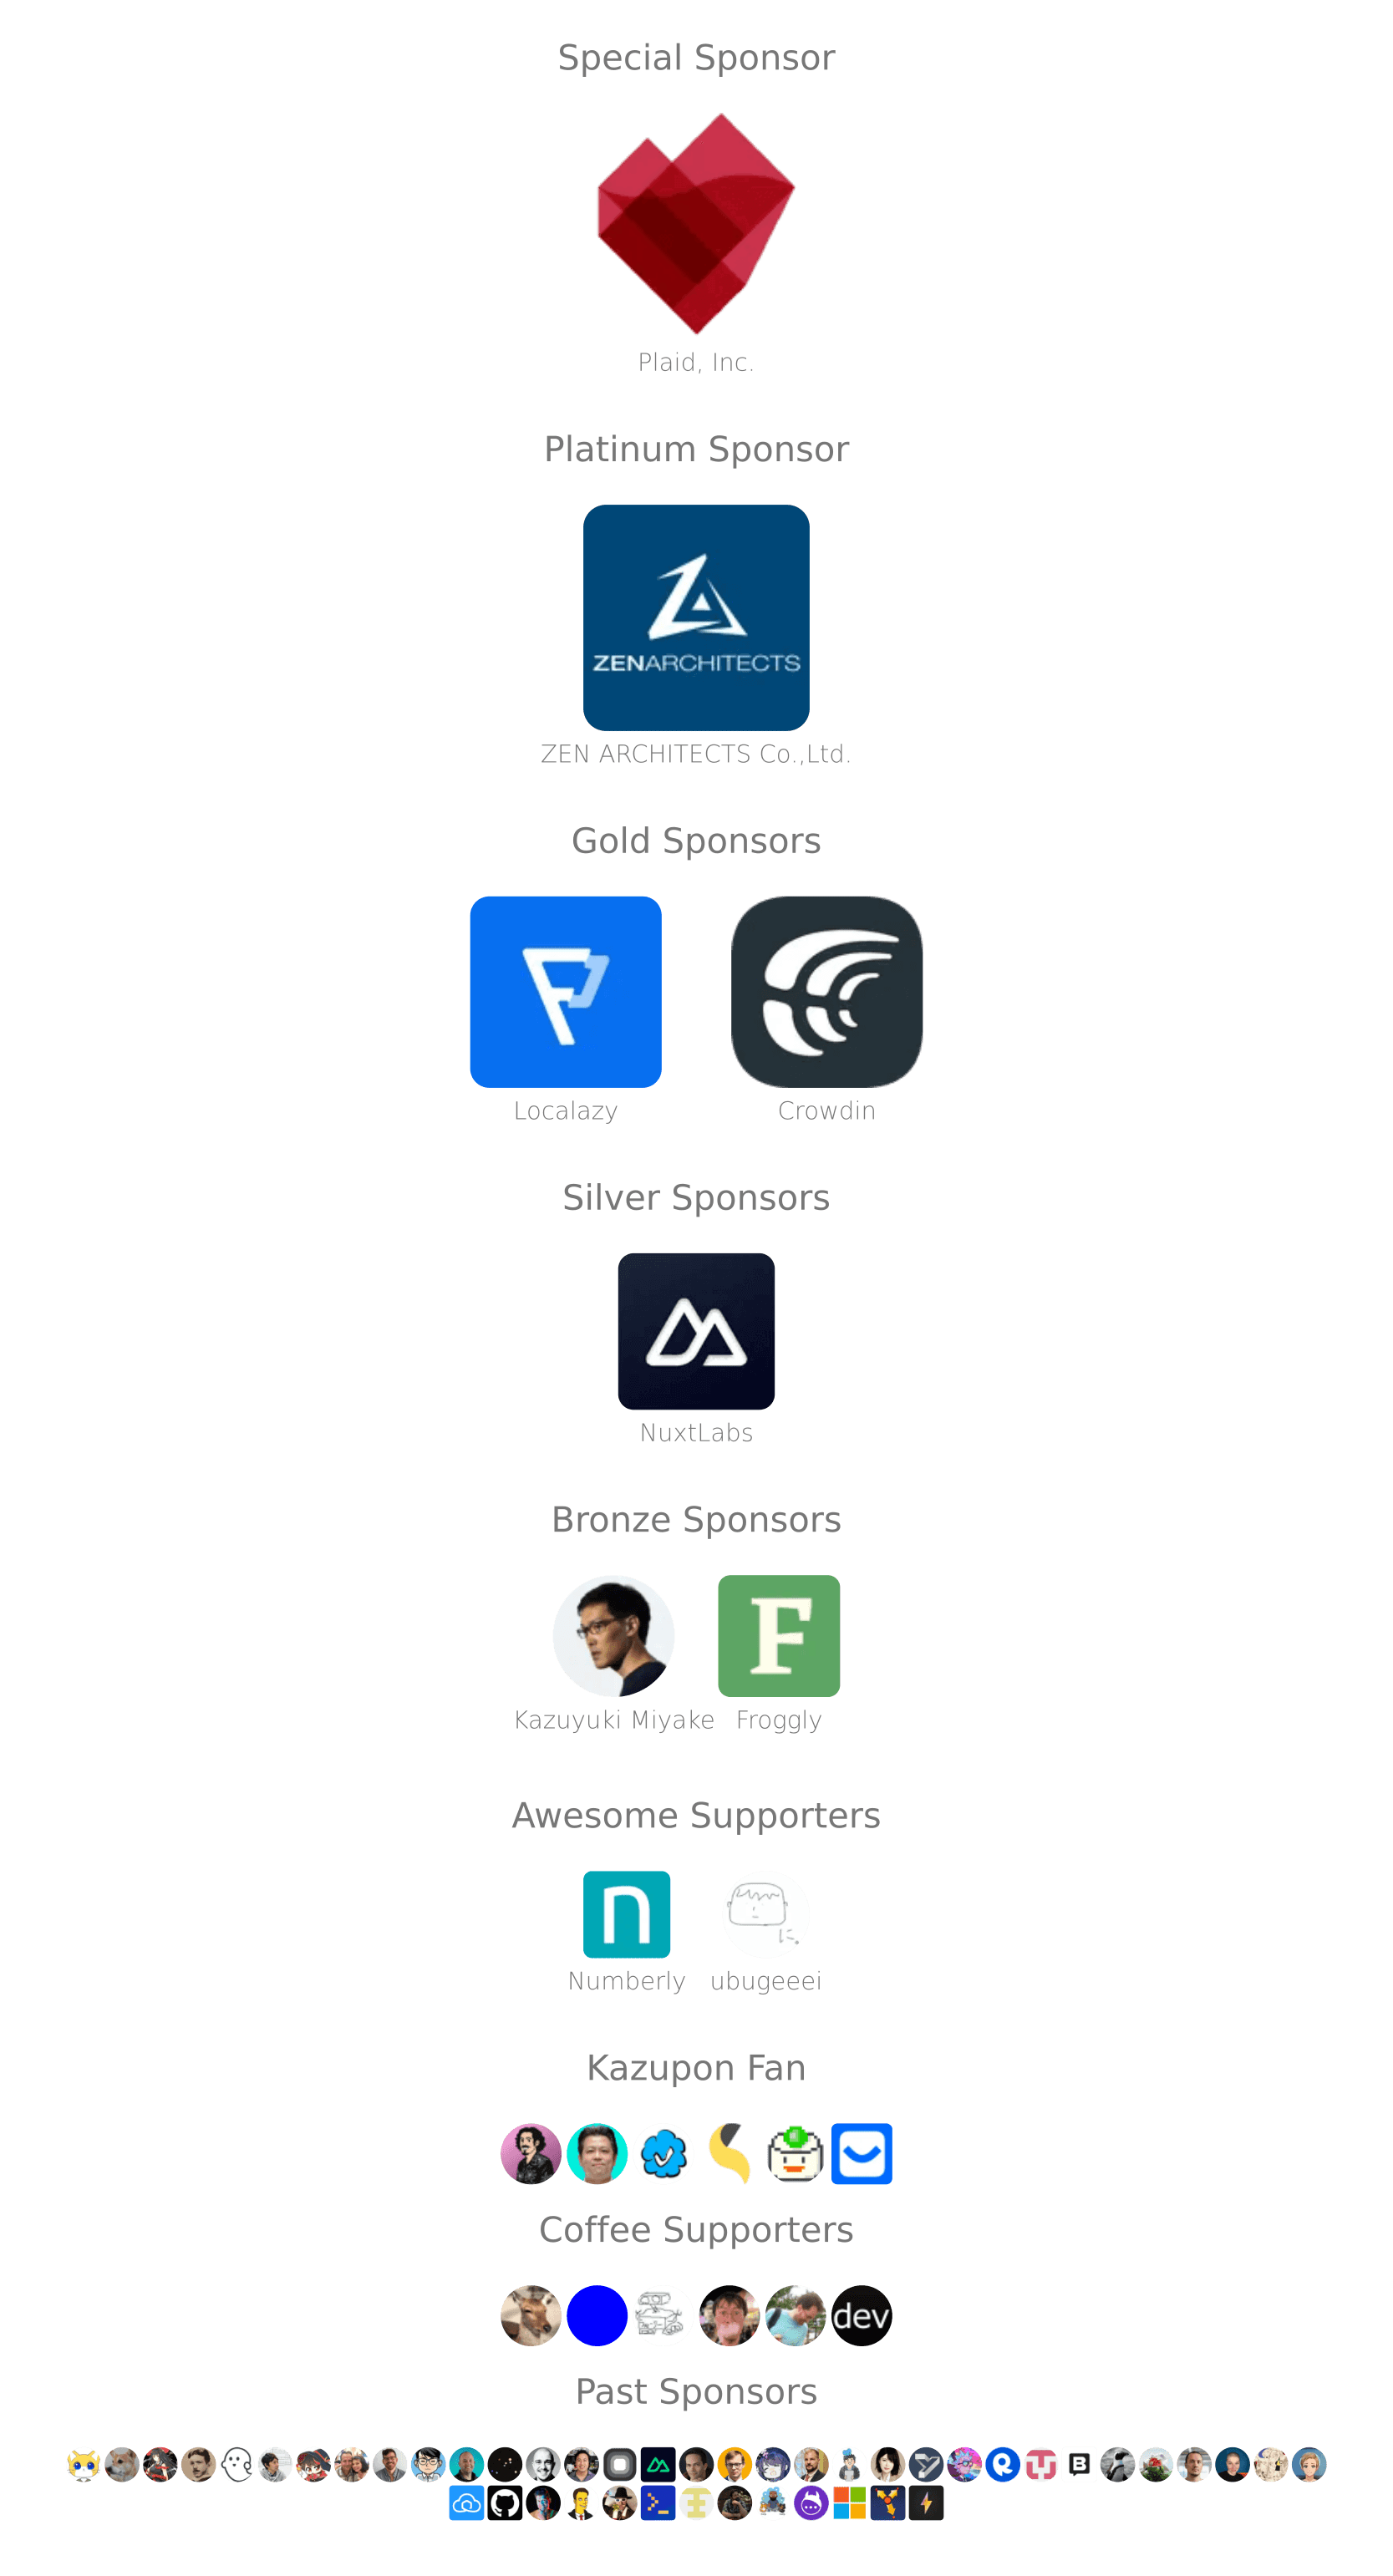 Special Sponsor
Plaid, Inc.
Platinum Sponsor
ZENARCHITECTS
ZEN ARCHITECTS Co.,Ltd.
Gold Sponsors
Localazy
Crowdin
Silver Sponsors
NuxtLabs
Bronze Sponsors
F
Kazuyuki Miyake
Froggly
Awesome Supporters
n
Numberly
ubugeeei
Kazupon Fan
Coffee Supporters
dev
Past Sponsors